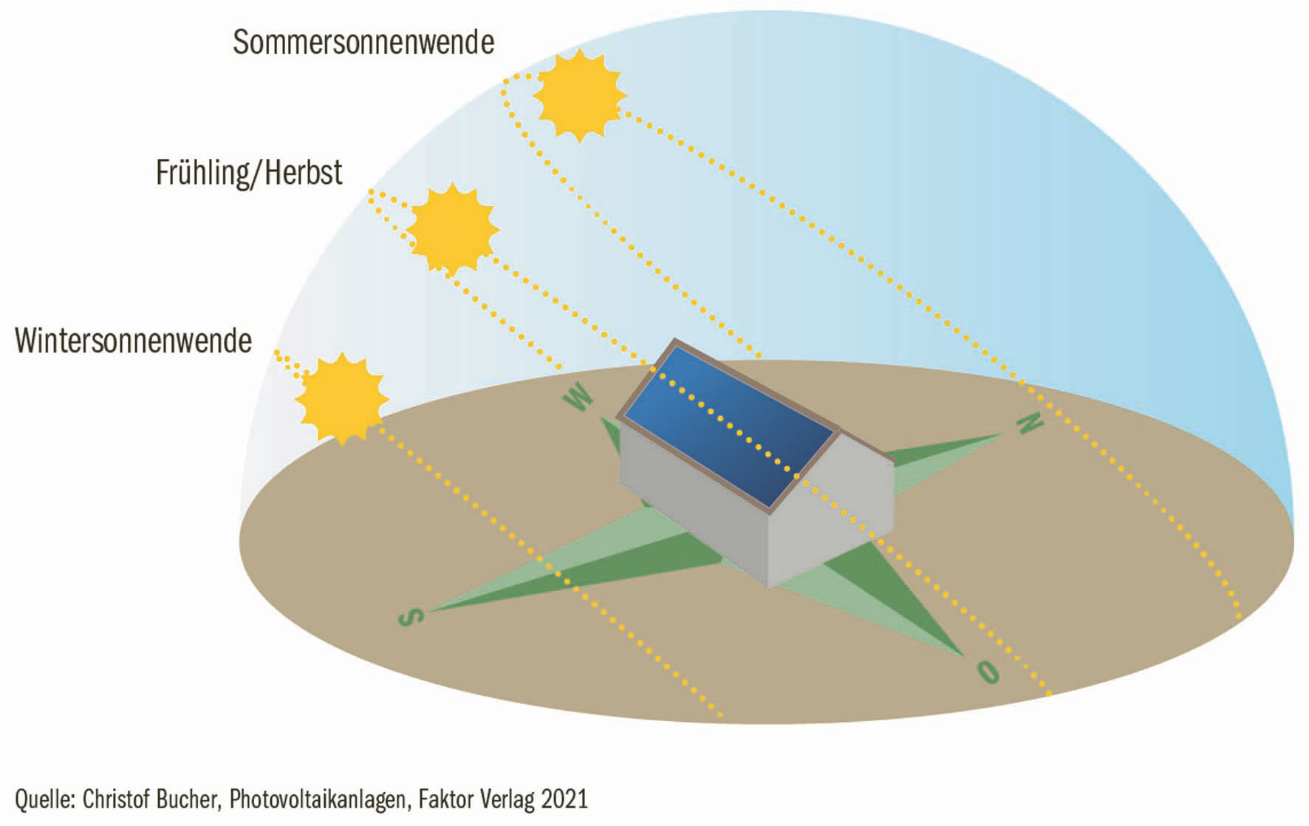 Sommersonnenwende
Frühling/Herbst
Wintersonnenwende
W
N
S
O
Quelle: Christof Bucher, Photovoltaikanlagen, Faktor Verlag 2021